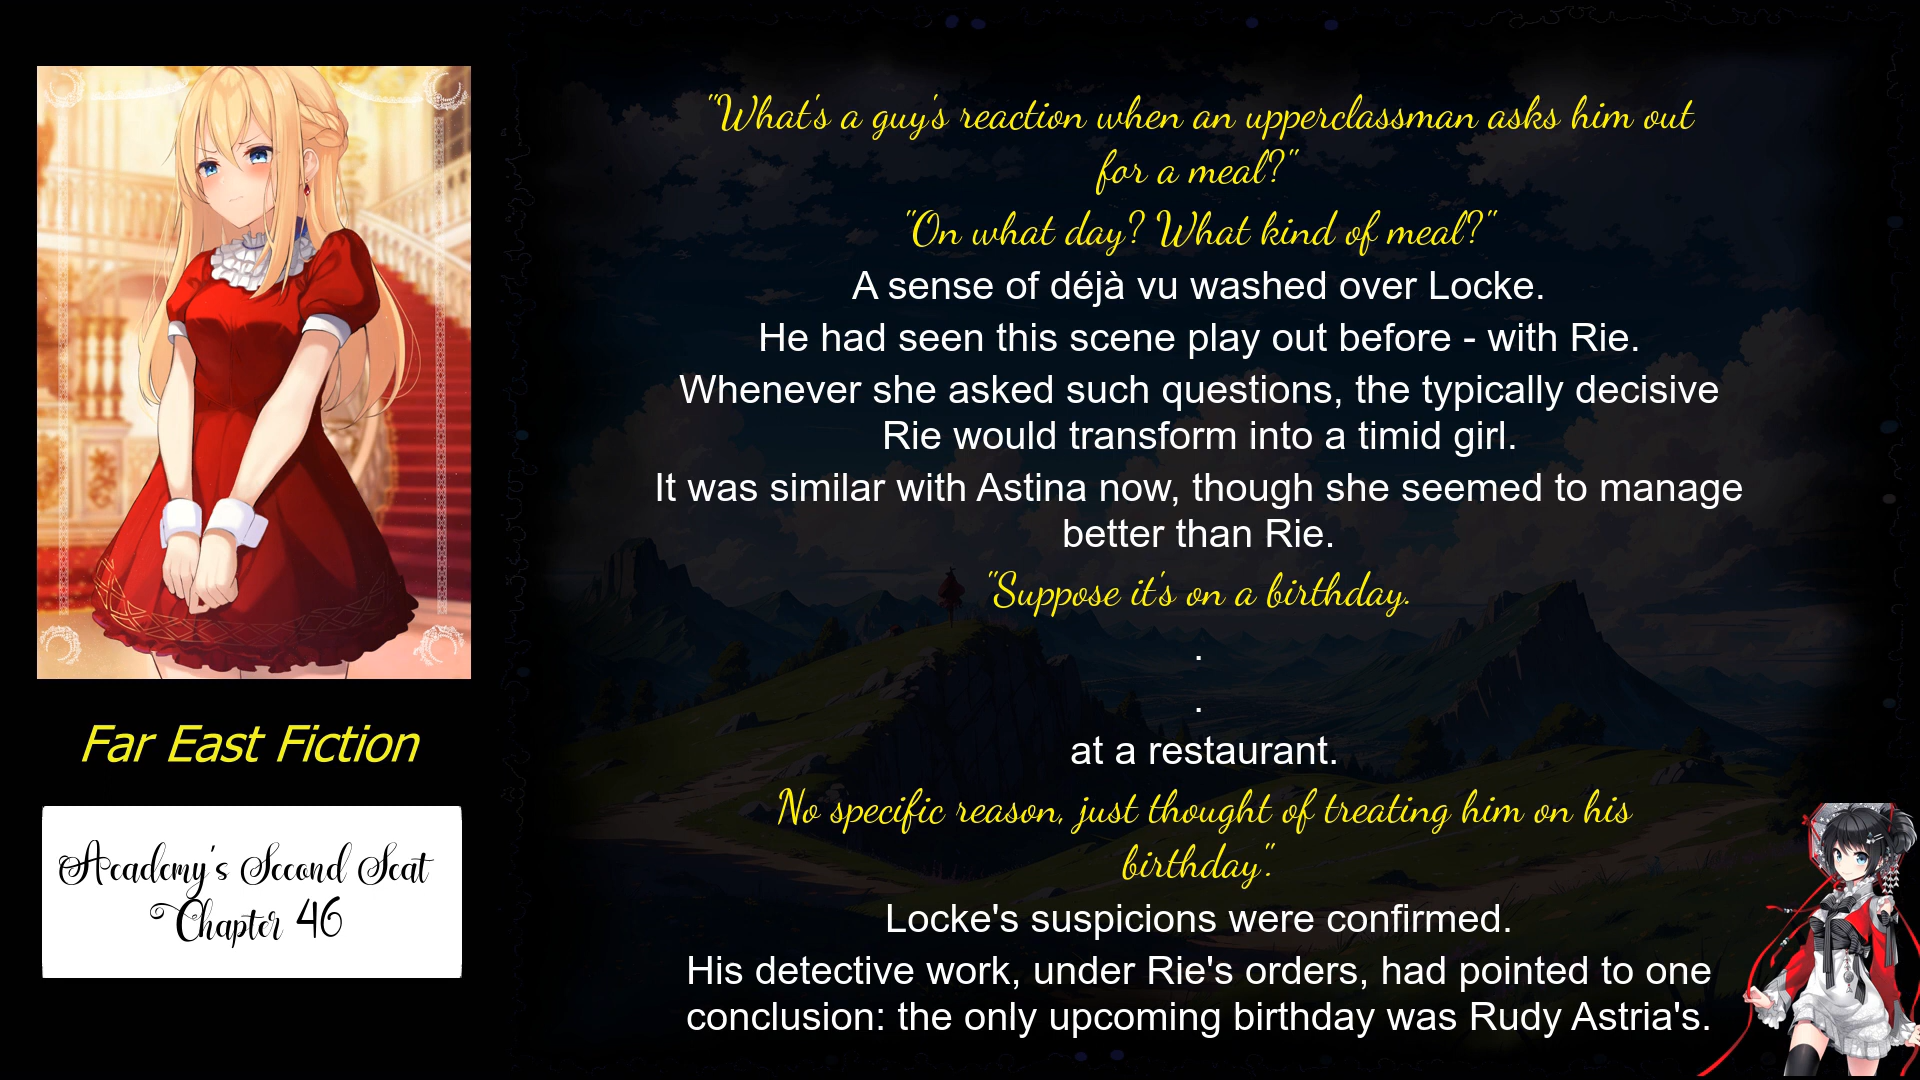 "What's a guy's reaction when an upperclassman asks him out
for a meal?"
"On what day? What kind of meal?"
A sense of déjà vu washed over Locke.
He had seen this scene play out before - with Rie.
Whenever she asked such questions, the typically decisive
Rie would transform into a timid girl.
It was similar with Astina now, though she seemed to manage
better than Rie.
"Suppose it's on a birthday.
.
.
at a restaurant.
No specific reason, just thought of treating him on his
birthday."
Locke's suspicions were confirmed.
His detective work, under Rie's orders, had pointed to one
conclusion: the only upcoming birthday was Rudy Astria's.
Far East Fiction
Academy's Second Seat
Chapter 46